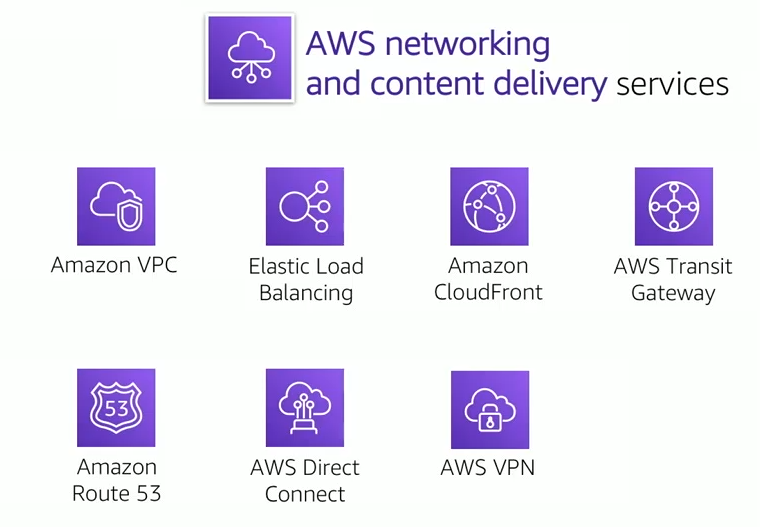 AWS networking
and content delivery services
Amazon VPC
Elastic Load
Balancing
Amazon
CloudFront
AWS Transit
Gateway
53
Amazon
Route 53
AWS Direct
Connect
AWS VPN